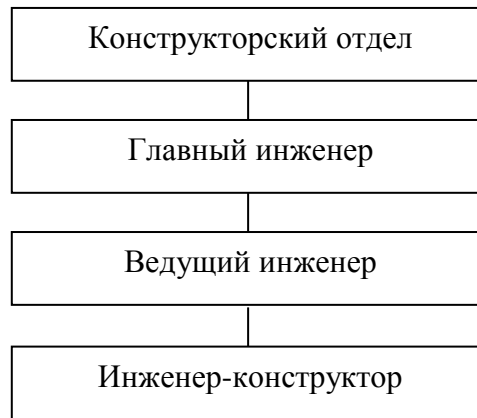 Конструкторский отдел
Главный инженер
Ведущий инженер
Инженер-конструктор